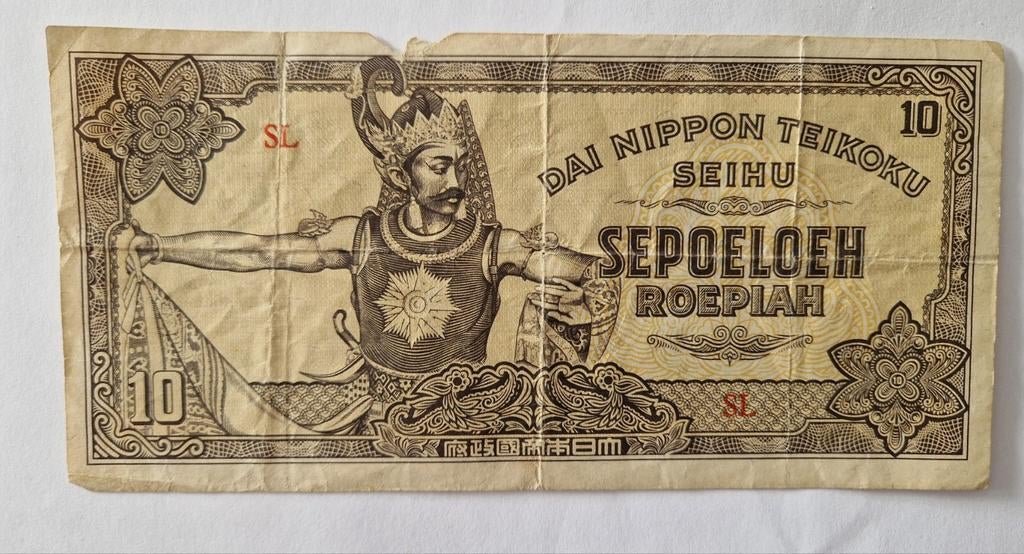 SL
10
DAI NIPPON TEIKOKU
SEIHU
SEPOELOEH
ROEPIAH
10
SL
府政國帝本日大